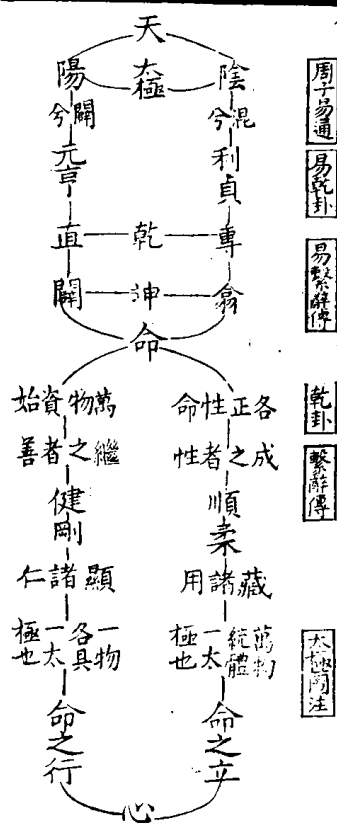 周子易通
易乾卦
易繫辭傳
乾卦
繫辭傳
太極圖注
天
陰
太極
陽
混兮
闢兮
利貞
元亨
專
乾
直
翕
坤
闢
命
各正性命
萬物資始
成之者性
繼之者善
順柔
健剛
藏諸用
顯諸仁
萬物統體一太極也
一物各具一太極也
命之立
命之行
心